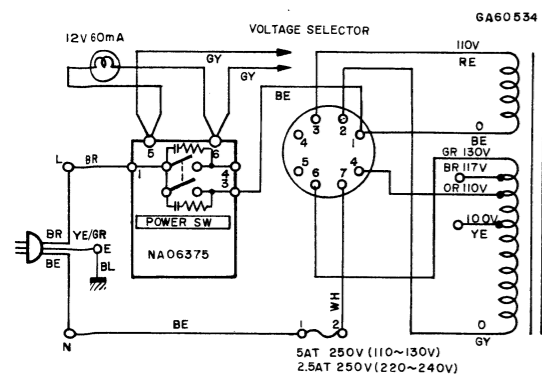 GA60534
VOLTAGE SELECTOR
12V 60mA
GY
GY
110V
RE
BE
3
2
4
1
5
4
6
7
0
BE
GR 130V
BR 117V
OR 110V
100V
YE
0
GY
5
6
L
BR
1
4
3
POWER SW
NA06375
BR
YE/GR
E
BE
BL
N
BE
1
2
WH
5AT 250V (110~130V)
2.5AT 250V (220~240V)